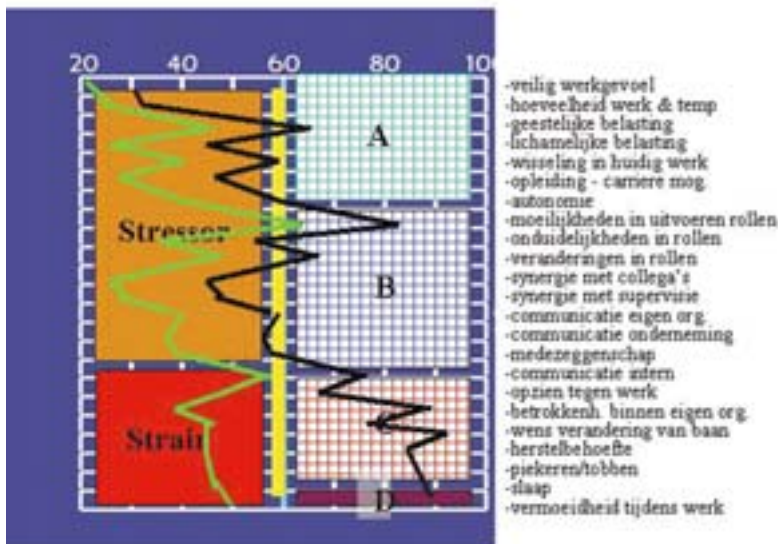 20 40 60 80 100
A
Stressor
B
Strain
C
D
-veilig werkgevoel
-hoeveelheid werk & temp
-geestelijke belasting
-lichamelijke belasting
-wisseling in huidig werk
-opleiding - carriere mog.
-autonomie
-moeilijkheden in uitvoeren rollen
-onduidelijkheden in rollen
-veranderingen in rollen
-synergie met collega's
-synergie met supervisie
-communicatie eigen org.
-communicatie onderneming
-medezeggenschap
-communicatie intern
-opzien tegen werk
-betrokkenh. binnen eigen org.
-wens verandering van baan
-herstelbehoefte
-piekeren/tobben
-slaap
-vermoeidheid tijdens werk